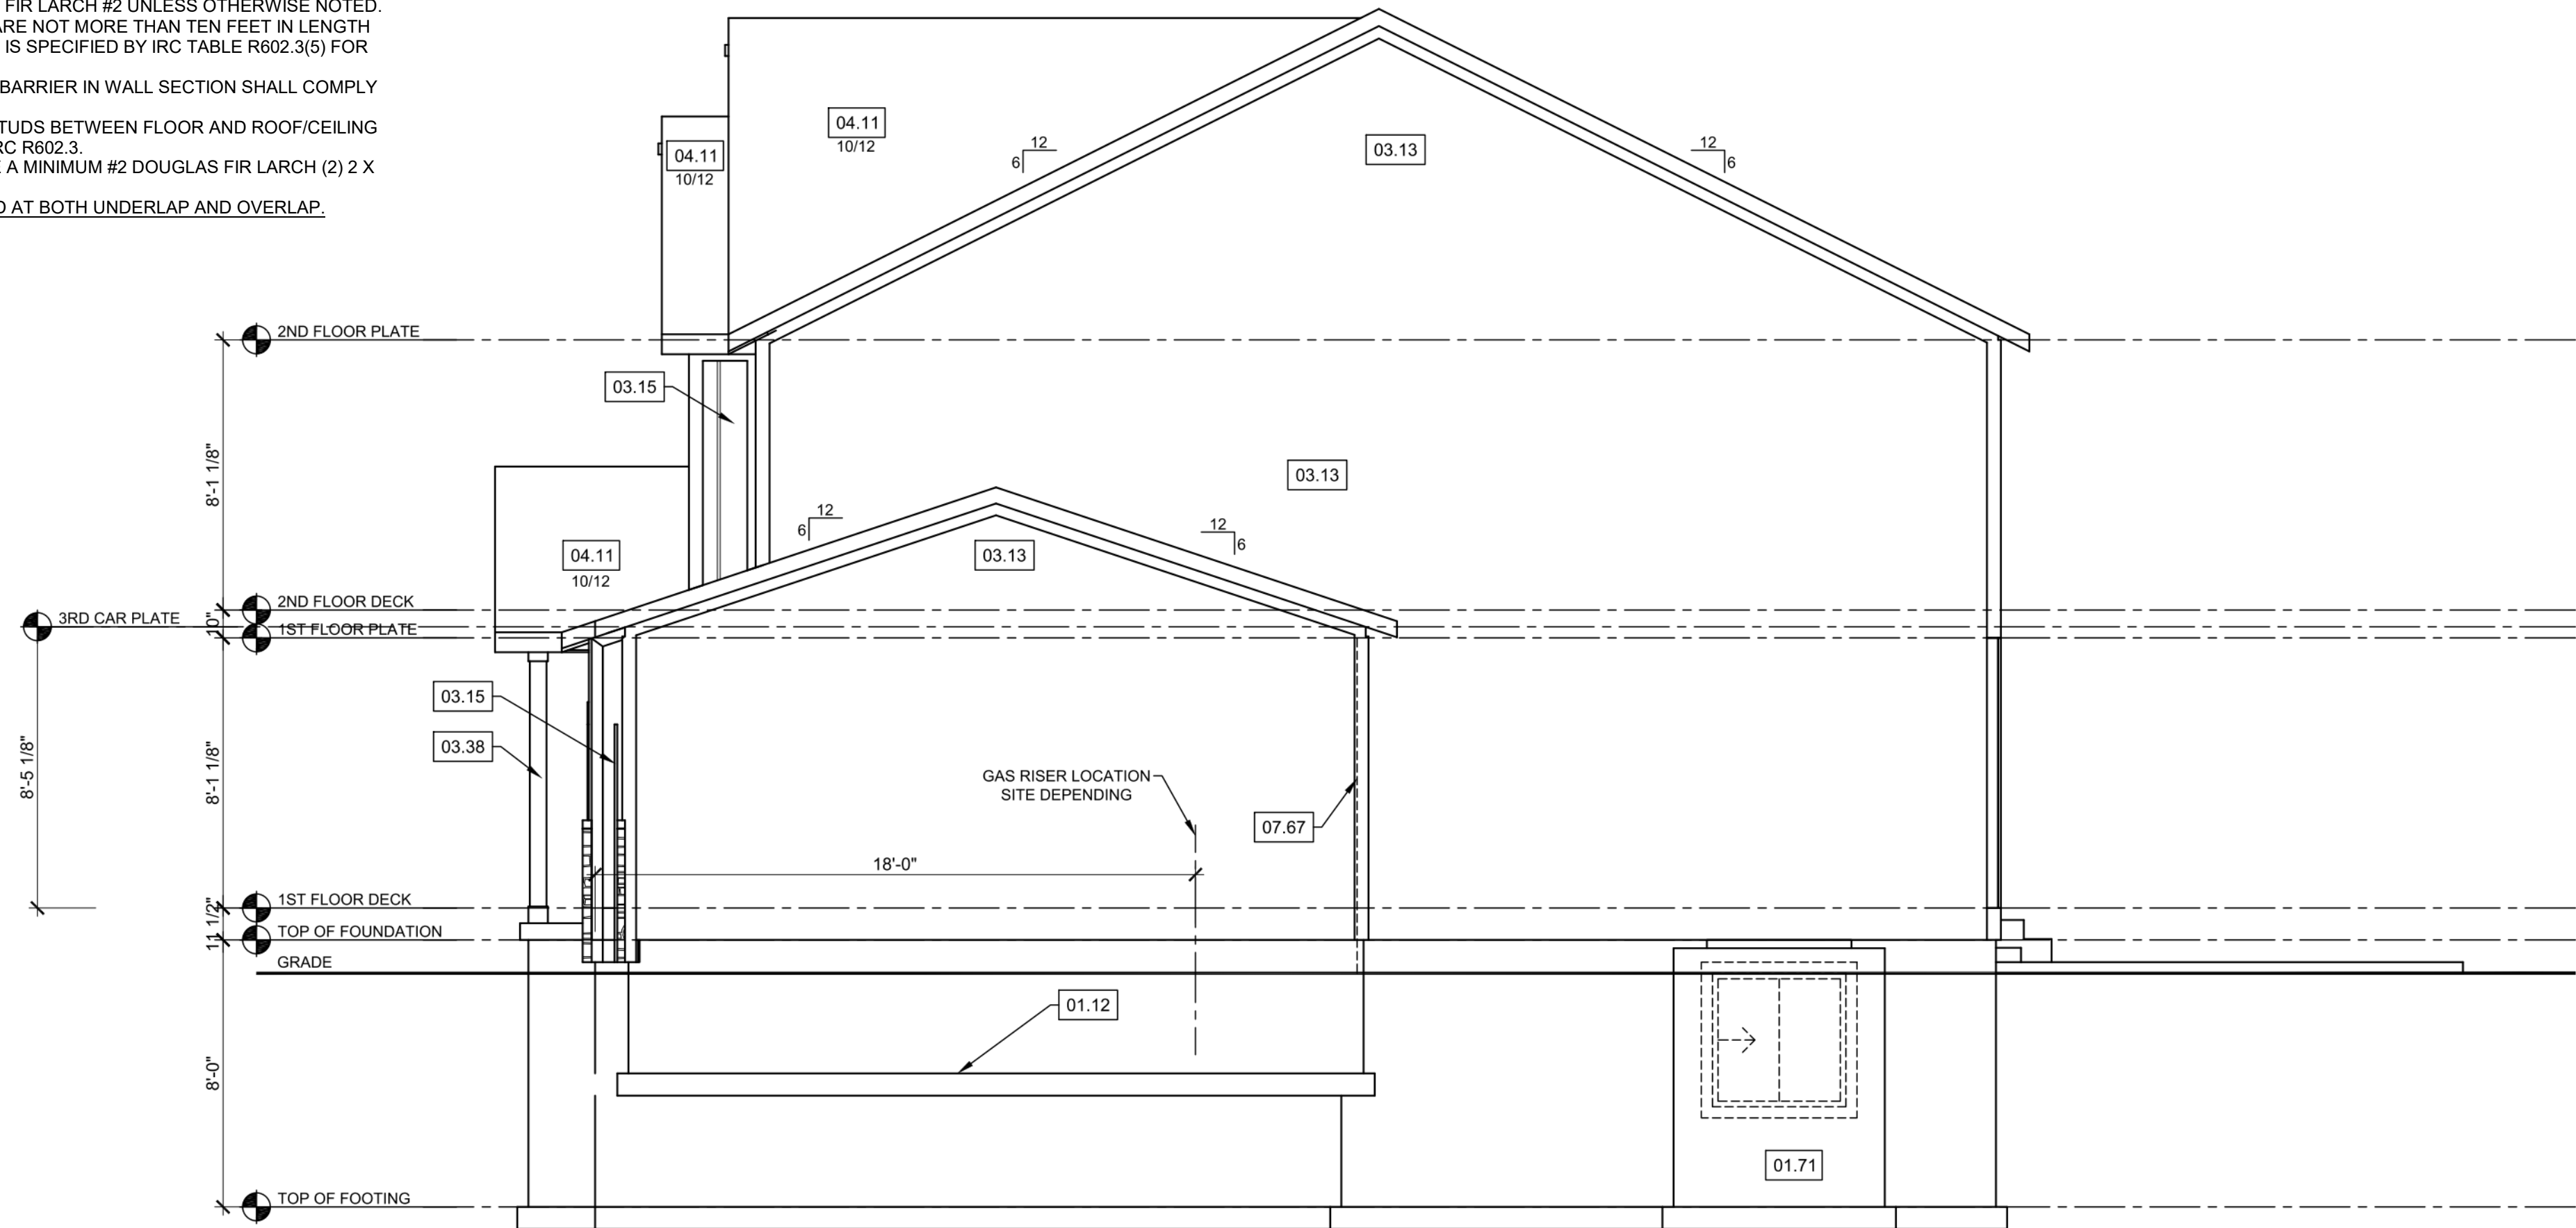 FIR LARCH #2 UNLESS OTHERWISE NOTED.
ARE NOT MORE THAN TEN FEET IN LENGTH
IS SPECIFIED BY IRC TABLE R602.3(5) FOR
BARRIER IN WALL SECTION SHALL COMPLY
TUDS BETWEEN FLOOR AND ROOF/CEILING
RC R602.3.
A MINIMUM #2 DOUGLAS FIR LARCH (2) 2 X
D AT BOTH UNDERLAP AND OVERLAP.
04.11
10/12
04.11
10/12
12
6
03.13
12
6
2ND FLOOR PLATE
03.15
8'-1 1/8"
03.13
12
6
12
6
04.11
10/12
03.13
2ND FLOOR DECK
10"
3RD CAR PLATE
1ST FLOOR PLATE
03.15
03.38
8'-5 1/8"
8'-1 1/8"
GAS RISER LOCATION
SITE DEPENDING
07.67
18'-0"
1ST FLOOR DECK
11 1/2"
TOP OF FOUNDATION
GRADE
01.12
8'-0"
01.71
TOP OF FOOTING